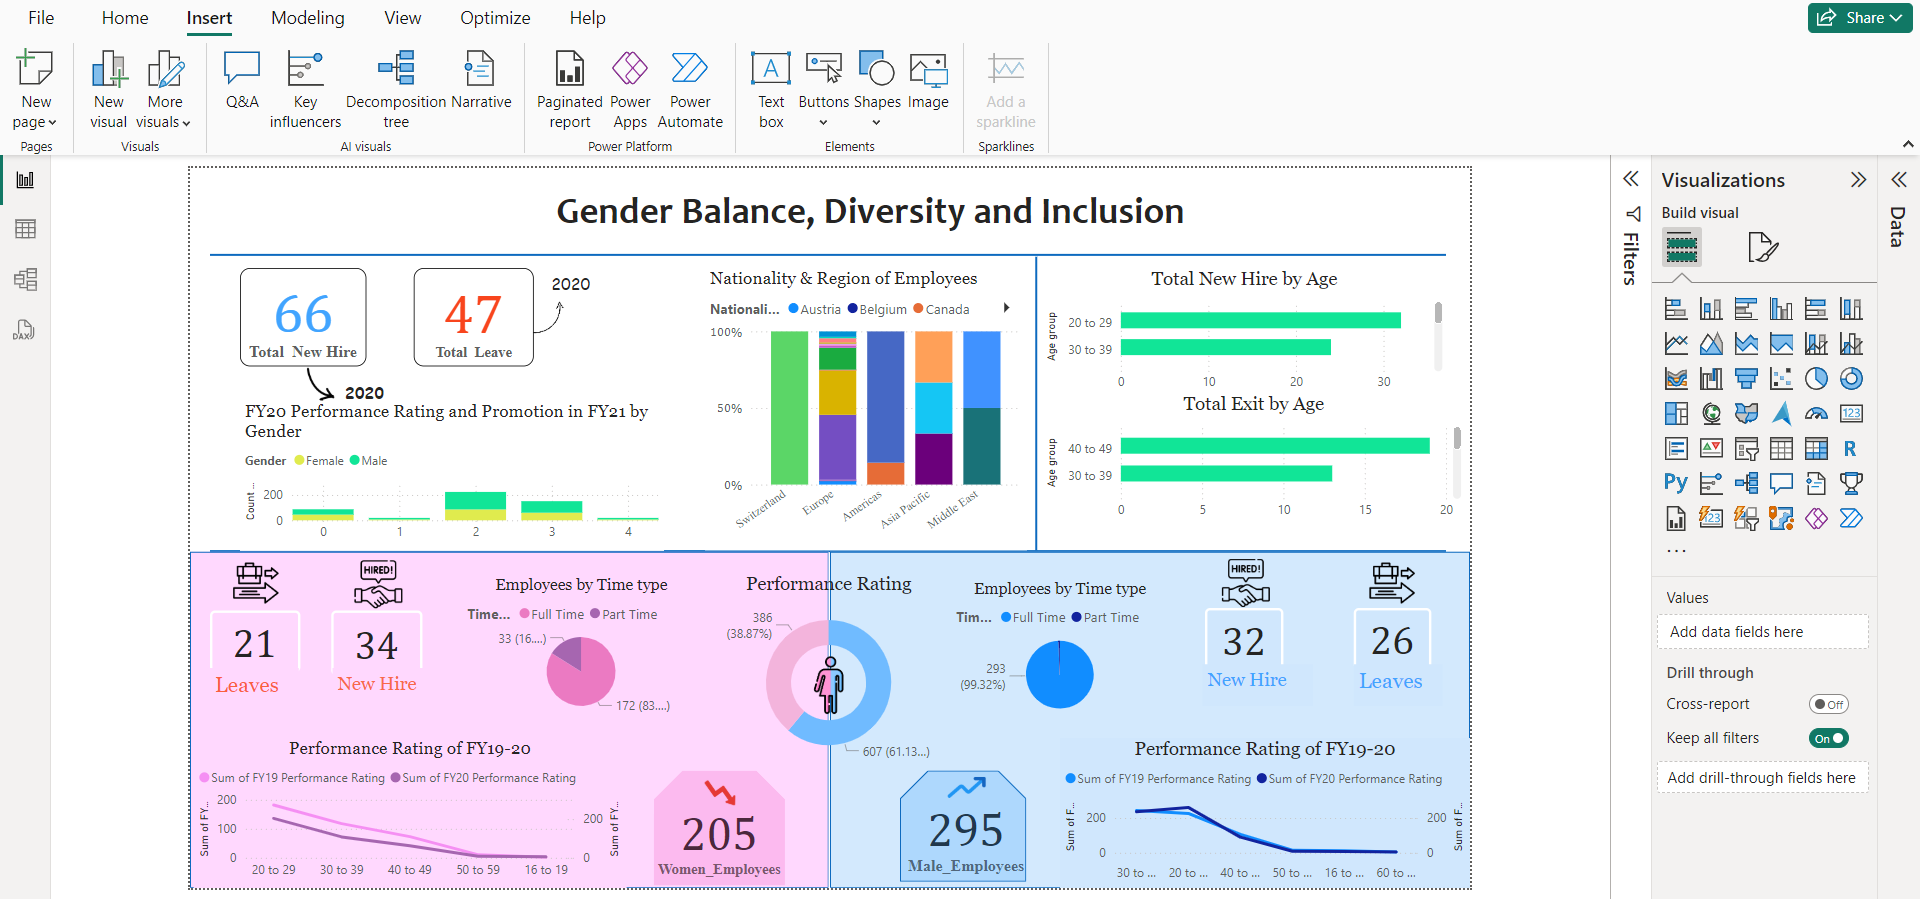 File Home Insert Modeling View Optimize Help
Share
New page
New visual
More visuals
Q&A
Key influencers
Decomposition tree
Narrative
Paginated report
Power Apps
Power Automate
Text box
Buttons
Shapes
Image
Add a sparkline
Pages Visuals AI visuals Power Platform Elements Sparklines
Gender Balance, Diversity and Inclusion
66
Total New Hire
2020
47
Total Leave
2020
FY20 Performance Rating and Promotion in FY21 by
Gender
Gender Female Male
Count ...
200
0
0 1 2 3 4
Nationality & Region of Employees
Nationali... Austria Belgium Canada
100%
50%
0%
Switzerland Europe Americas Asia Pacific Middle East
Total New Hire by Age
Age group
20 to 29
30 to 39
0 10 20 30
Total Exit by Age
Age group
40 to 49
30 to 39
0 5 10 15 20
21
Leaves
HIRED!
34
New Hire
Employees by Time type
Time... Full Time Part Time
33 (16....)
172 (83....)
Performance Rating
386
(38.87%)
607 (61.13...)
Employees by Time type
Tim... Full Time Part Time
293
(99.32%)
HIRED!
32
New Hire
26
Leaves
Performance Rating of FY19-20
Sum of FY19 Performance Rating Sum of FY20 Performance Rating
Sum of FY...
200
100
0
200
0
Sum of FY...
20 to 29 30 to 39 40 to 49 50 to 59 16 to 19
205
Women_Employees
295
Male_Employees
Performance Rating of FY19-20
Sum of FY19 Performance Rating Sum of FY20 Performance Rating
Sum of F...
200
0
200
0
Sum of F...
30 to ... 20 to ... 40 to ... 50 to ... 16 to ... 60 to ...
Filters
Visualizations
Build visual
123
R
Py
123
...
Values
Add data fields here
Drill through
Cross-report Off
Keep all filters On
Add drill-through fields here
Data
DAX